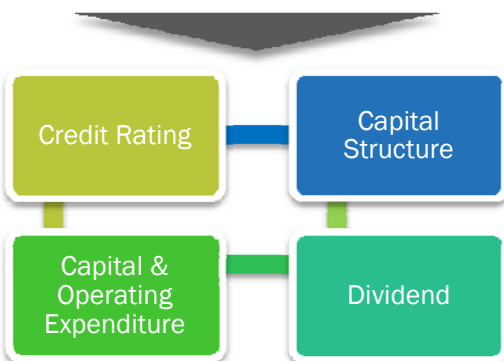 Credit Rating
Capital
Structure
Capital &
Operating
Expenditure
Dividend